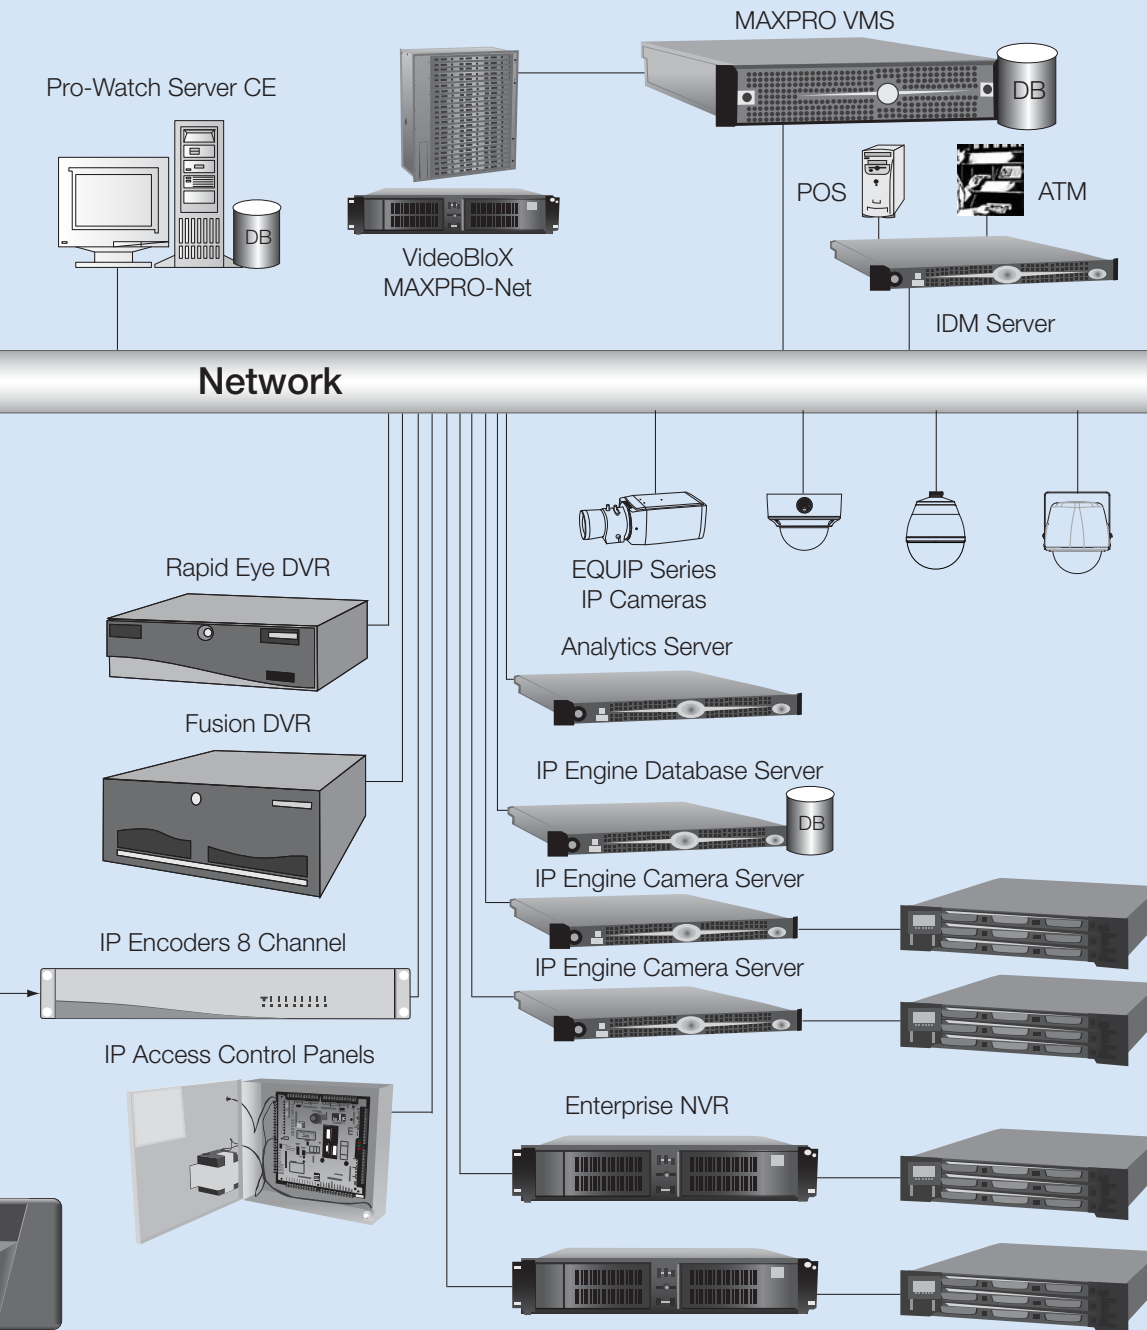 MAXPRO VMS
Pro-Watch Server CE
DB
DB
POS
ATM
VideoBloX
MAXPRO-Net
IDM Server
Network
EQUIP Series
IP Cameras
Rapid Eye DVR
Analytics Server
Fusion DVR
IP Engine Database Server
DB
IP Engine Camera Server
IP Encoders 8 Channel
IP Engine Camera Server
IP Access Control Panels
Enterprise NVR